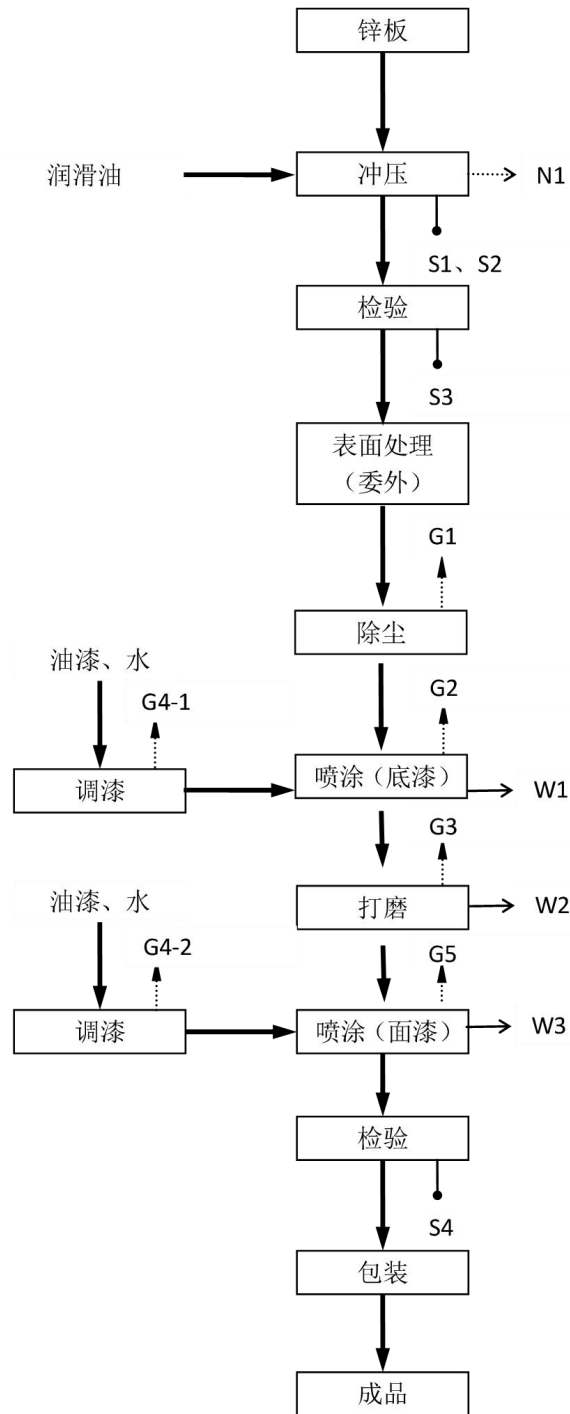 锌板
润滑油
冲压
N1
S1、S2
检验
S3
表面处理
（委外）
G1
除尘
油漆、水
G4-1
G2
调漆
喷涂（底漆）
W1
G3
油漆、水
打磨
W2
G4-2
G5
调漆
喷涂（面漆）
W3
检验
S4
包装
成品